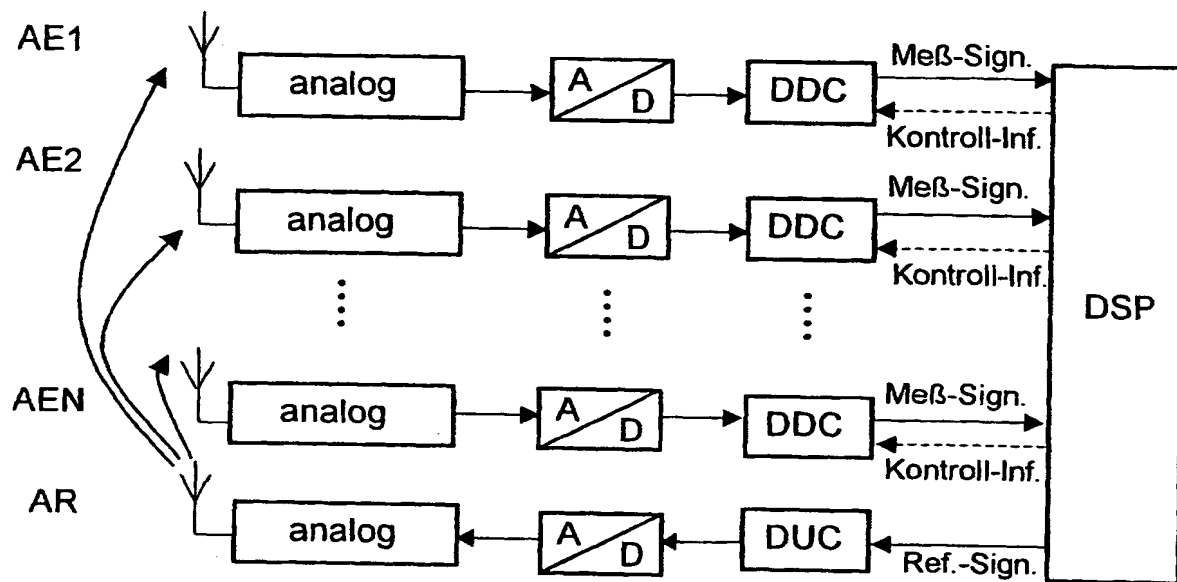 AE1
analog
A
D
DDC
Meß-Sign.
Kontroll-Inf.
AE2
analog
A
D
DDC
Meß-Sign.
Kontroll-Inf.
DSP
AEN
analog
A
D
DDC
Meß-Sign.
Kontroll-Inf.
AR
analog
A
D
DUC
Ref.-Sign.